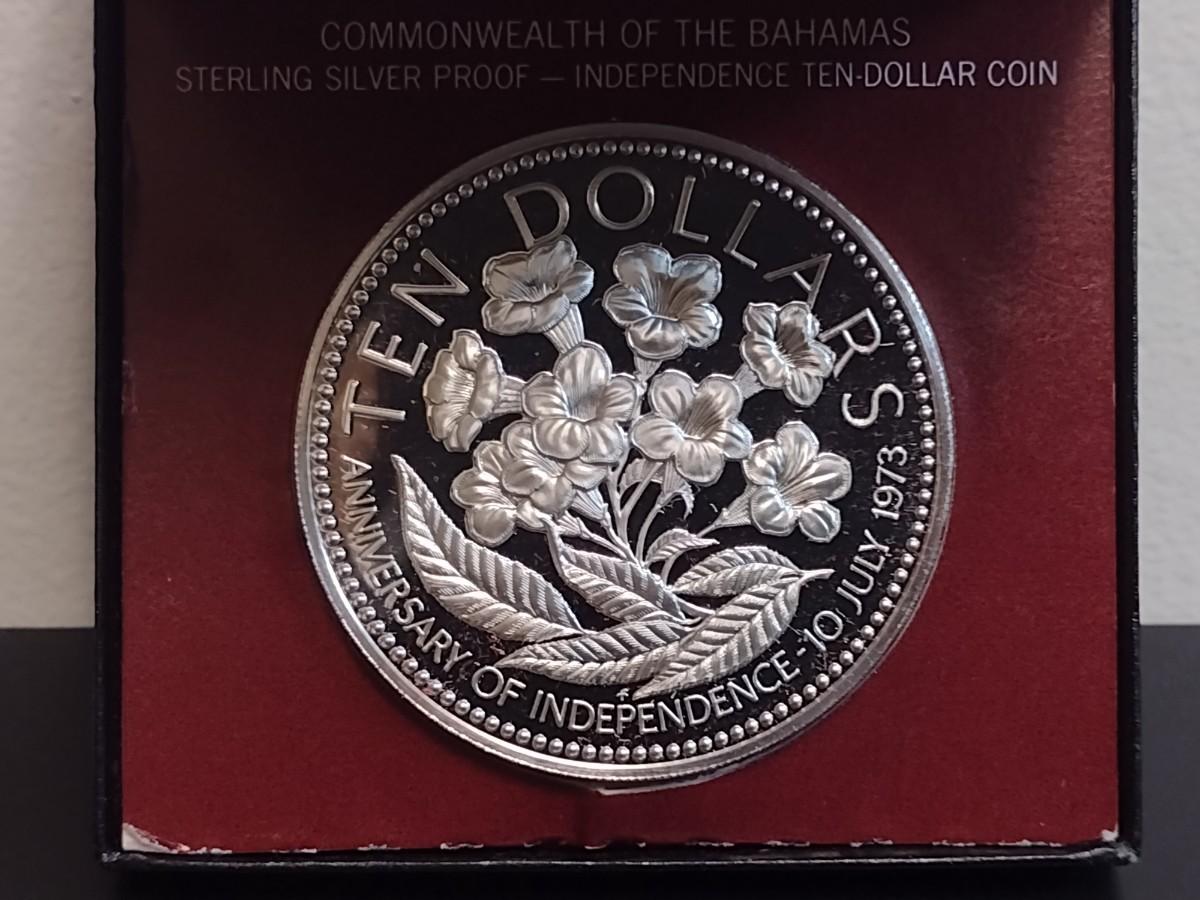 COMMONWEALTH OF THE BAHAMAS
STERLING SILVER PROOF — INDEPENDENCE TEN-DOLLAR COIN
TEN DOLLARS
ANNIVERSARY OF INDEPENDENCE - 10 JULY 1973